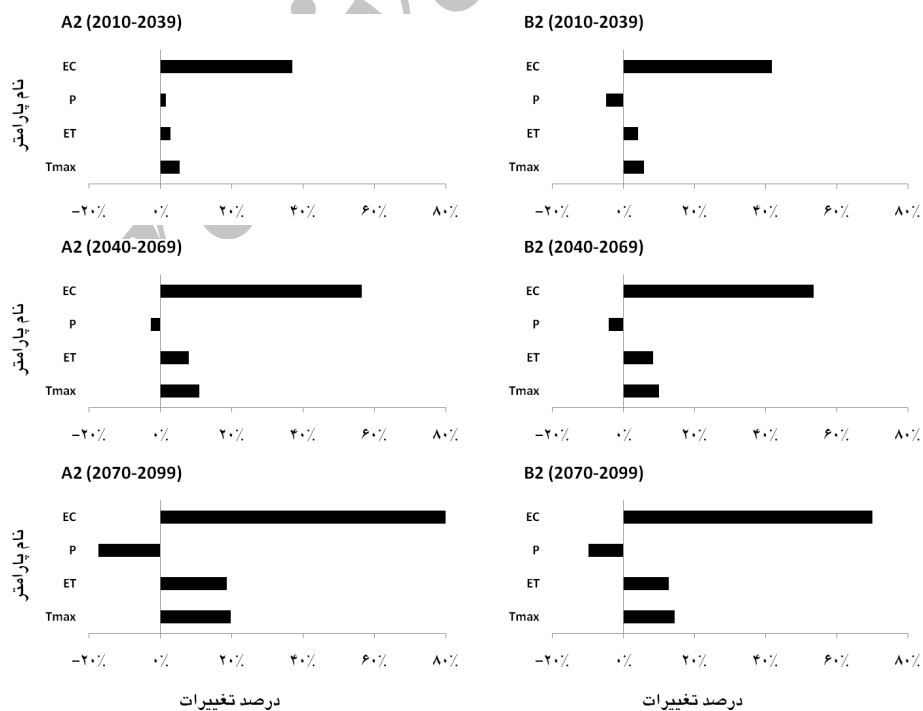 A2 (2010-2039)
EC
P
ET
Tmax
نام پارامتر
−۲۰٪ ۰٪ ۲۰٪ ۴۰٪ ۶۰٪ ۸۰٪
B2 (2010-2039)
EC
P
ET
Tmax
−۲۰٪ ۰٪ ۲۰٪ ۴۰٪ ۶۰٪ ۸۰٪
A2 (2040-2069)
EC
P
ET
Tmax
نام پارامتر
−۲۰٪ ۰٪ ۲۰٪ ۴۰٪ ۶۰٪ ۸۰٪
B2 (2040-2069)
EC
P
ET
Tmax
−۲۰٪ ۰٪ ۲۰٪ ۴۰٪ ۶۰٪ ۸۰٪
A2 (2070-2099)
EC
P
ET
Tmax
نام پارامتر
−۲۰٪ ۰٪ ۲۰٪ ۴۰٪ ۶۰٪ ۸۰٪
درصد تغییرات
B2 (2070-2099)
EC
P
ET
Tmax
−۲۰٪ ۰٪ ۲۰٪ ۴۰٪ ۶۰٪ ۸۰٪
درصد تغییرات